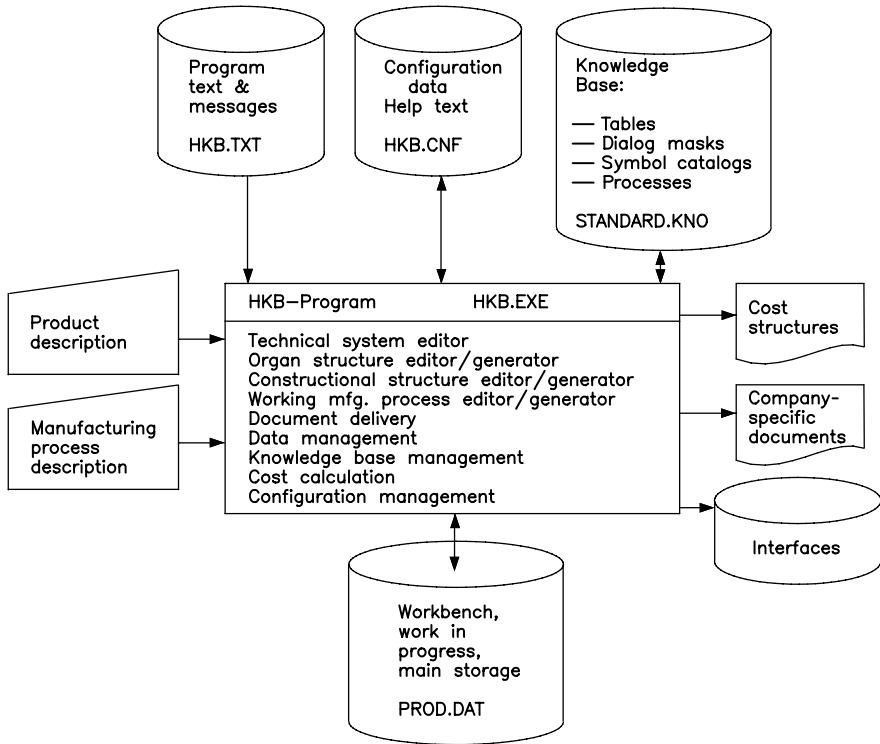 Program
text &
messages
HKB.TXT
Configuration
data
Help text
HKB.CNF
Knowledge
Base:
— Tables
— Dialog masks
— Symbol catalogs
— Processes
STANDARD.KNO
Product
description
Manufacturing
process
description
HKB-Program HKB.EXE
Technical system editor
Organ structure editor/generator
Constructional structure editor/generator
Working mfg. process editor/generator
Document delivery
Data management
Knowledge base management
Cost calculation
Configuration management
Cost
structures
Company-
specific
documents
Interfaces
Workbench,
work in
progress,
main storage
PROD.DAT